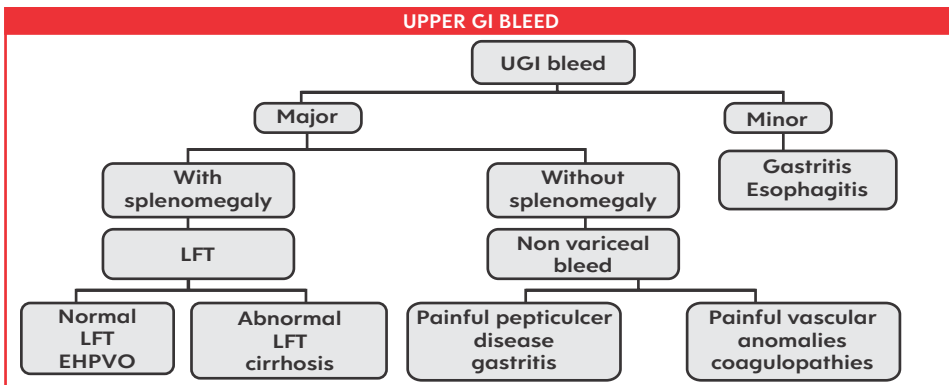 UPPER GI BLEED
UGI bleed
Major
Minor
With
splenomegaly
Without
splenomegaly
Gastritis
Esophagitis
LFT
Non variceal
bleed
Normal
LFT
EHPVO
Abnormal
LFT
cirrhosis
Painful pepticulcer
disease
gastritis
Painful vascular
anomalies
coagulopathies